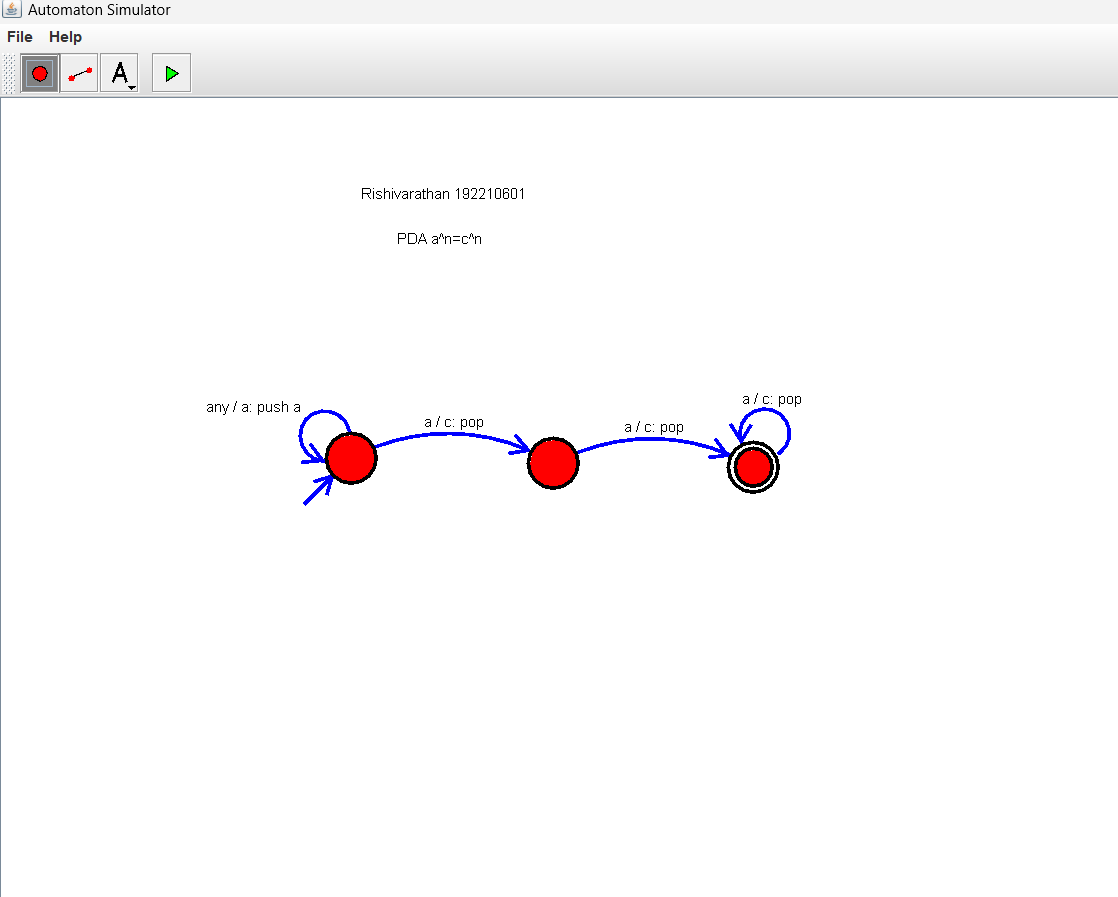 Automaton Simulator
File Help
A
Rishivarathan 192210601
PDA a^n=c^n
any / a: push a
a / c: pop
a / c: pop
a / c: pop